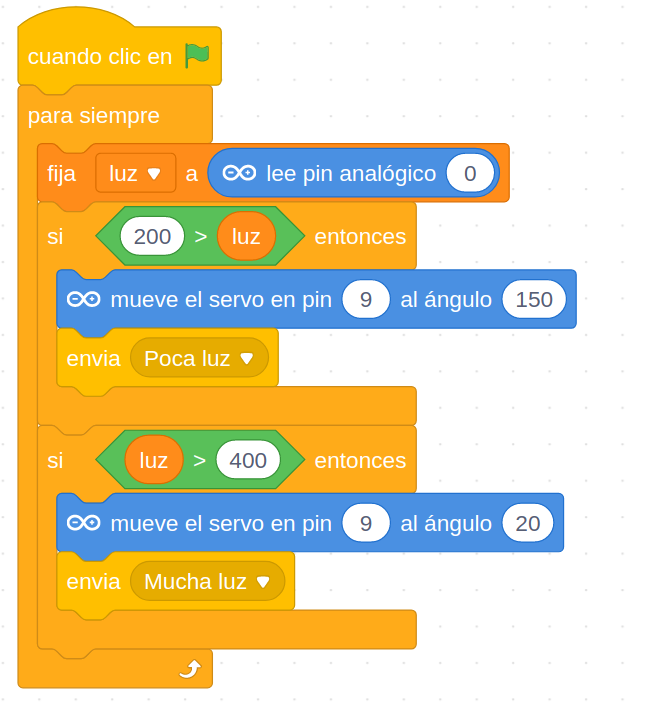 cuando clic en
para siempre
fija luz a lee pin analógico 0
si 200 > luz entonces
mueve el servo en pin 9 al ángulo 150
envia Poca luz
si luz > 400 entonces
mueve el servo en pin 9 al ángulo 20
envia Mucha luz